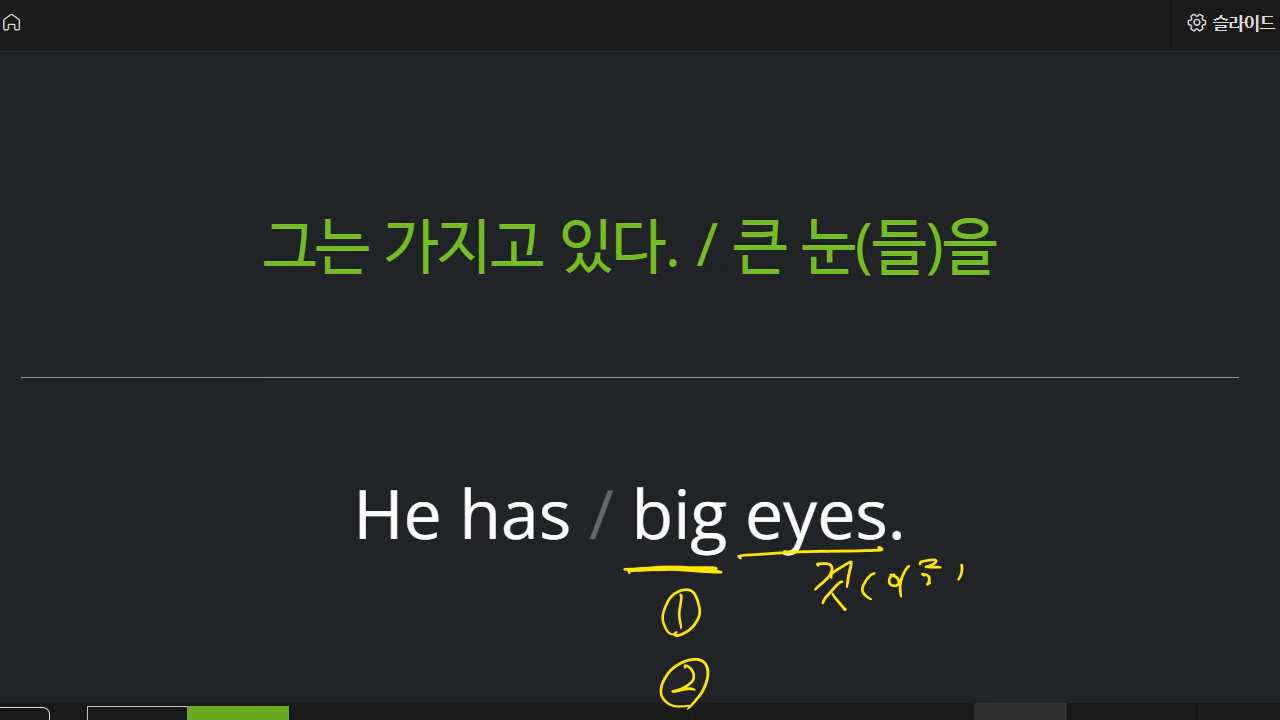 슬라이드
그는 가지고 있다. / 큰 눈(들)을
He has / big eyes.
①
②